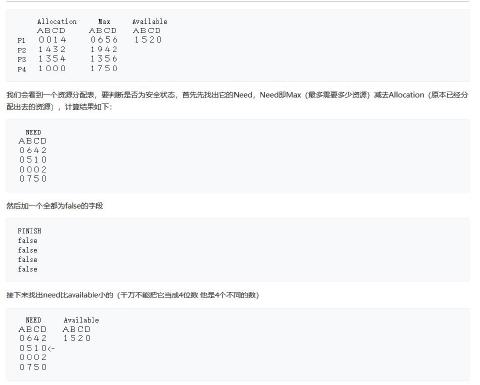 Allocation Max Available
ABCD ABCD ABCD
P1 0014 0656 1520
P2 1432 1942
P3 1354 1356
P4 1000 1750
我们会看到一个资源分配表，要判断是否为安全状态，首先先找出它的Need，Need即Max（最多需要多少资源）减去Allocation（原本已经分
配出去的资源），计算结果如下：
NEED
ABCD
0642
0510
0002
0750
然后加一个全都为false的字段
FINISH
false
false
false
false
接下来找出need比available小的（千万不能把它当成4位数 他是4个不同的数）
NEED Available
ABCD ABCD
0642 1520
0510<-
0002
0750